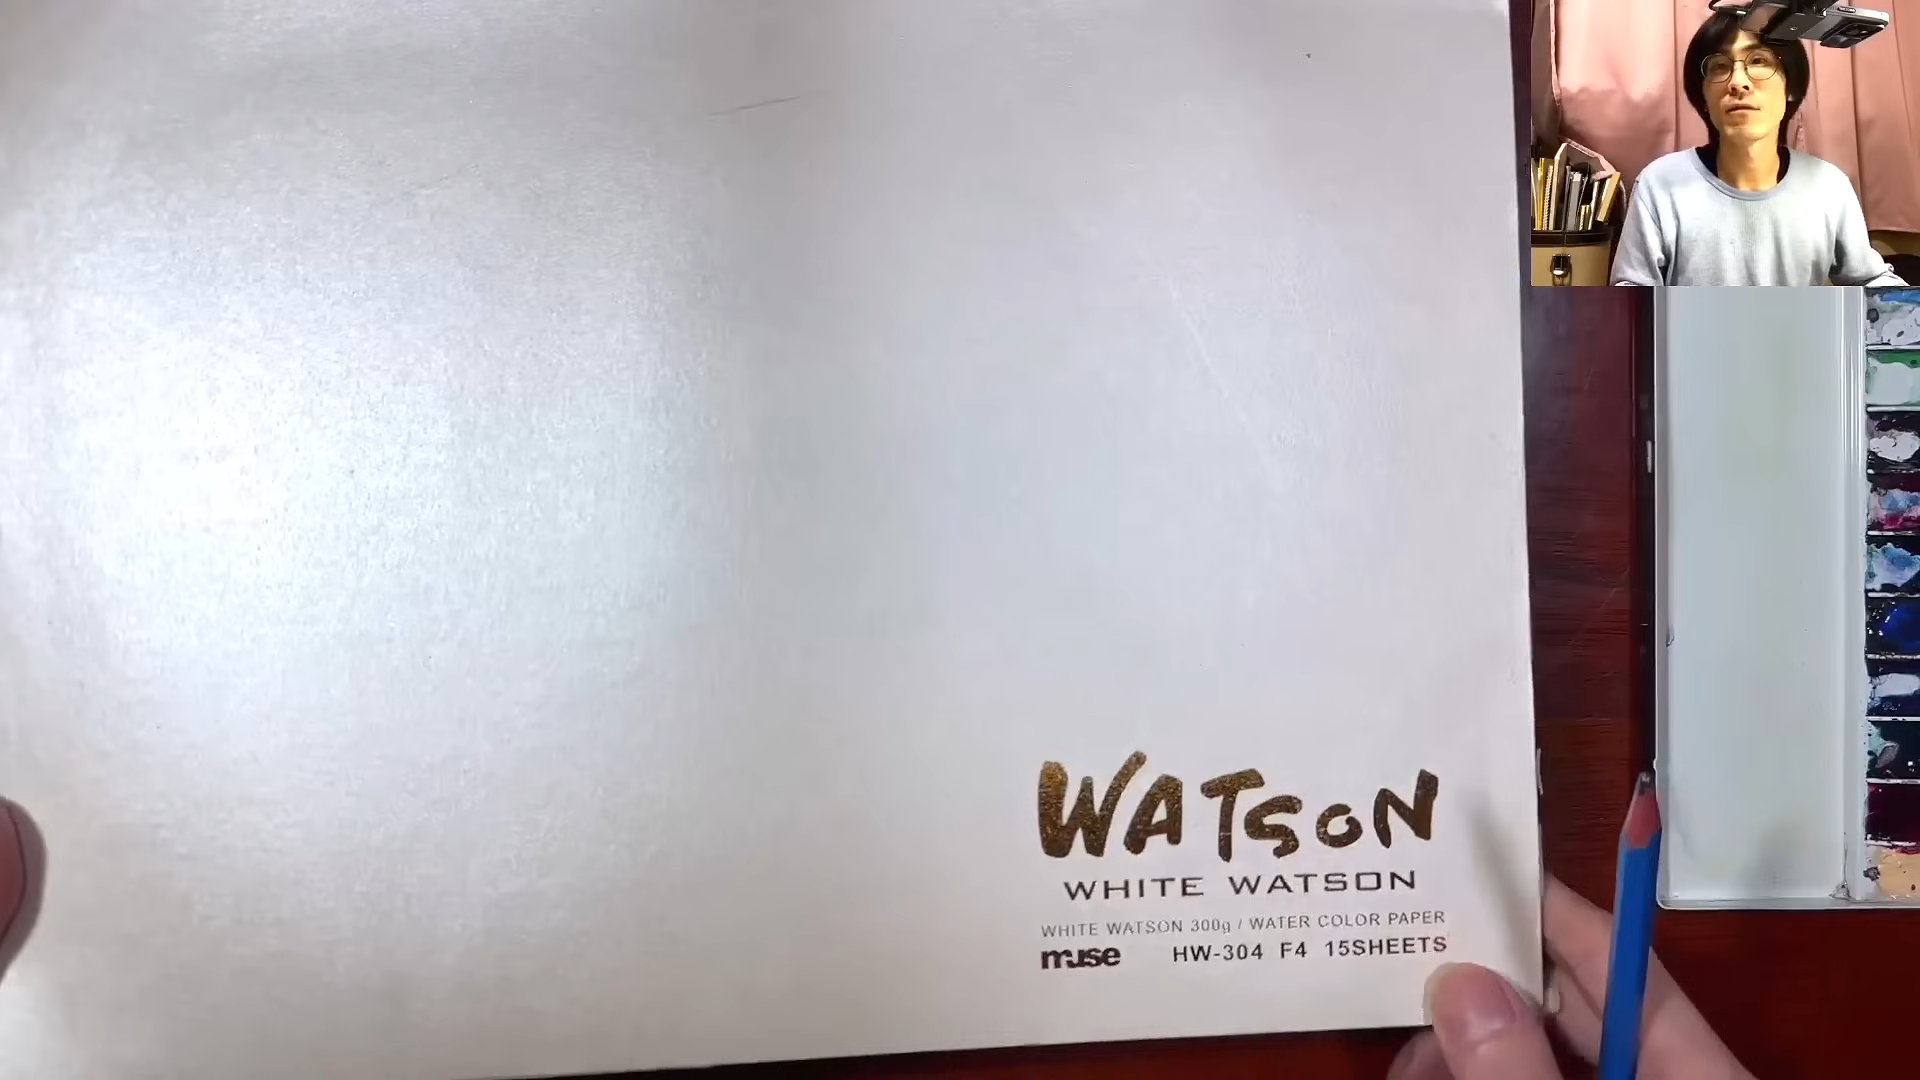 WATSON
WHITE WATSON
WHITE WATSON 300g / WATER COLOR PAPER
muse HW-304 F4 15SHEETS